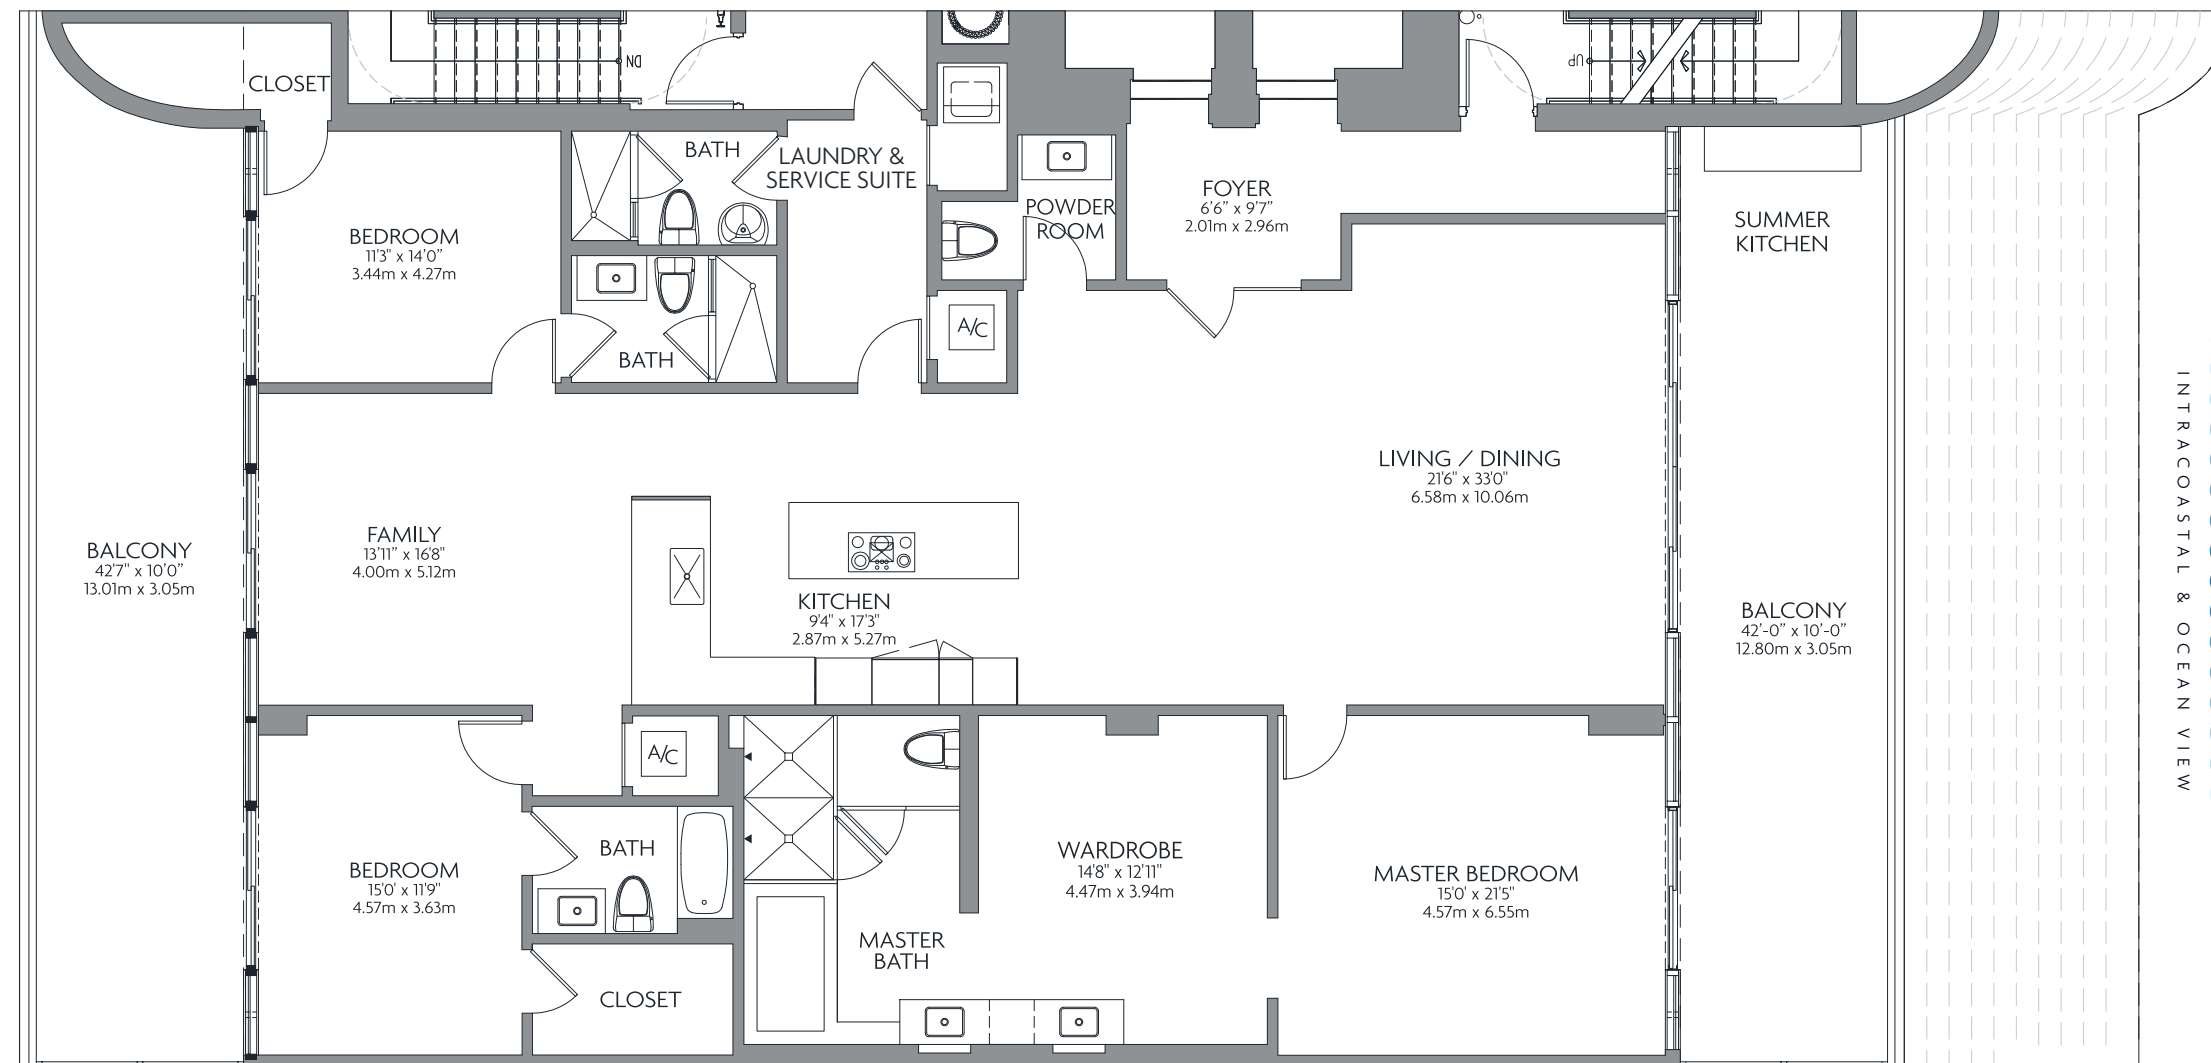 DN
UP
CLOSET
BATH
LAUNDRY &
SERVICE SUITE
POWDER
ROOM
FOYER
6'6" x 9'7"
2.01m x 2.96m
SUMMER
KITCHEN
BEDROOM
11'3" x 14'0"
3.44m x 4.27m
BATH
A/C
LIVING / DINING
21'6" x 33'0"
6.58m x 10.06m
FAMILY
13'11" x 16'8"
4.00m x 5.12m
BALCONY
42'7" x 10'0"
13.01m x 3.05m
KITCHEN
9'4" x 17'3"
2.87m x 5.27m
BALCONY
42'-0" x 10'-0"
12.80m x 3.05m
INTRACOASTAL & OCEAN VIEW
A/C
BATH
BEDROOM
15'0' x 11'9"
4.57m x 3.63m
WARDROBE
14'8" x 12'11"
4.47m x 3.94m
MASTER BEDROOM
15'0' x 21'5"
4.57m x 6.55m
MASTER
BATH
CLOSET